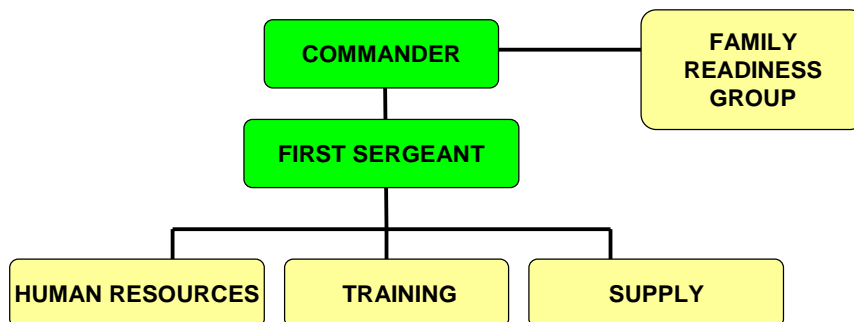 COMMANDER
FAMILY
READINESS
GROUP
FIRST SERGEANT
HUMAN RESOURCES
TRAINING
SUPPLY